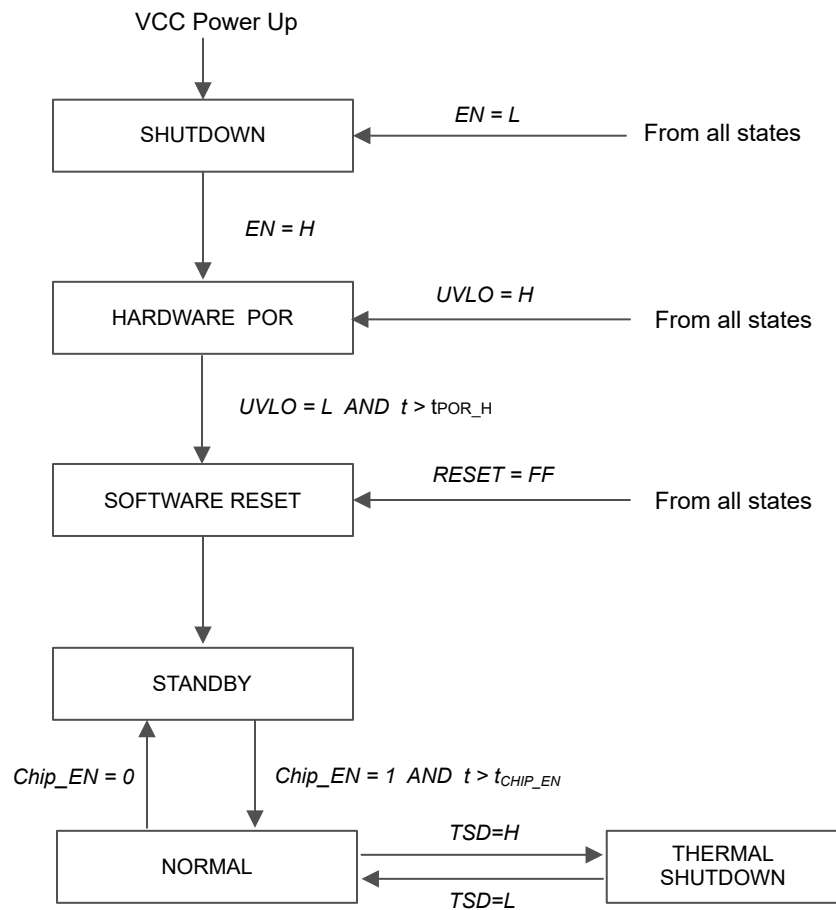 VCC Power Up
SHUTDOWN
EN = L
From all states
EN = H
HARDWARE POR
UVLO = H
From all states
UVLO = L AND t > tPOR_H
SOFTWARE RESET
RESET = FF
From all states
STANDBY
Chip_EN = 0
Chip_EN = 1 AND t > tCHIP_EN
NORMAL
TSD=H
TSD=L
THERMAL
SHUTDOWN